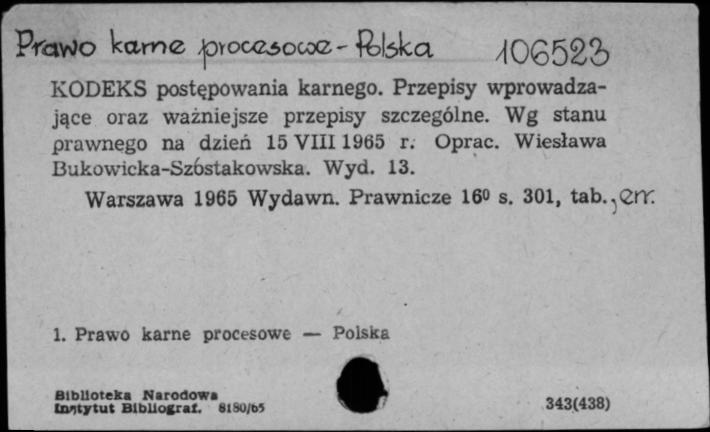 Prawo karne procesowe - Polska 106523
KODEKS postępowania karnego. Przepisy wprowadza-
jące oraz ważniejsze przepisy szczególne. Wg stanu
prawnego na dzień 15 VIII 1965 r. Oprac. Wiesława
Bukowicka-Szóstakowska. Wyd. 13.
Warszawa 1965 Wydawn. Prawnicze 16⁰ s. 301, tab., err.
1. Prawo karne procesowe — Polska
Biblioteka Narodowa
Instytut Bibliograf. 8180/65
343(438)